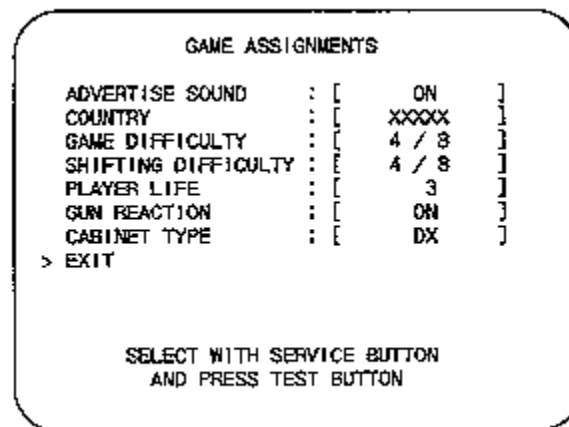 GAME ASSIGNMENTS
ADVERTISE SOUND : [ ON ]
COUNTRY : [ XXXXX ]
GAME DIFFICULTY : [ 4 / 8 ]
SHIFTING DIFFICULTY : [ 4 / 8 ]
PLAYER LIFE : [ 3 ]
GUN REACTION : [ ON ]
CABINET TYPE : [ DX ]
> EXIT
SELECT WITH SERVICE BUTTON
AND PRESS TEST BUTTON